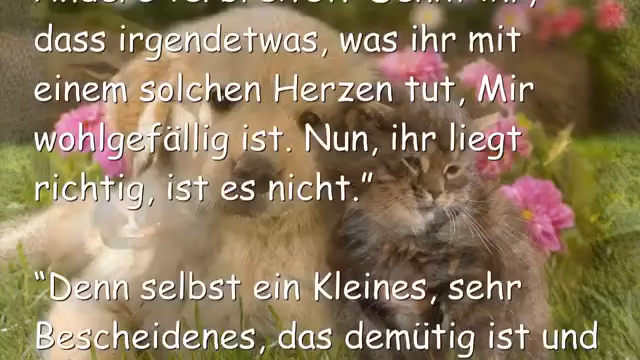 dass irgendetwas, was ihr mit
einem solchen Herzen tut, Mir
wohlgefällig ist. Nun, ihr liegt
richtig, ist es nicht.”
“Denn selbst ein Kleines, sehr
Bescheidenes, das demütig ist und